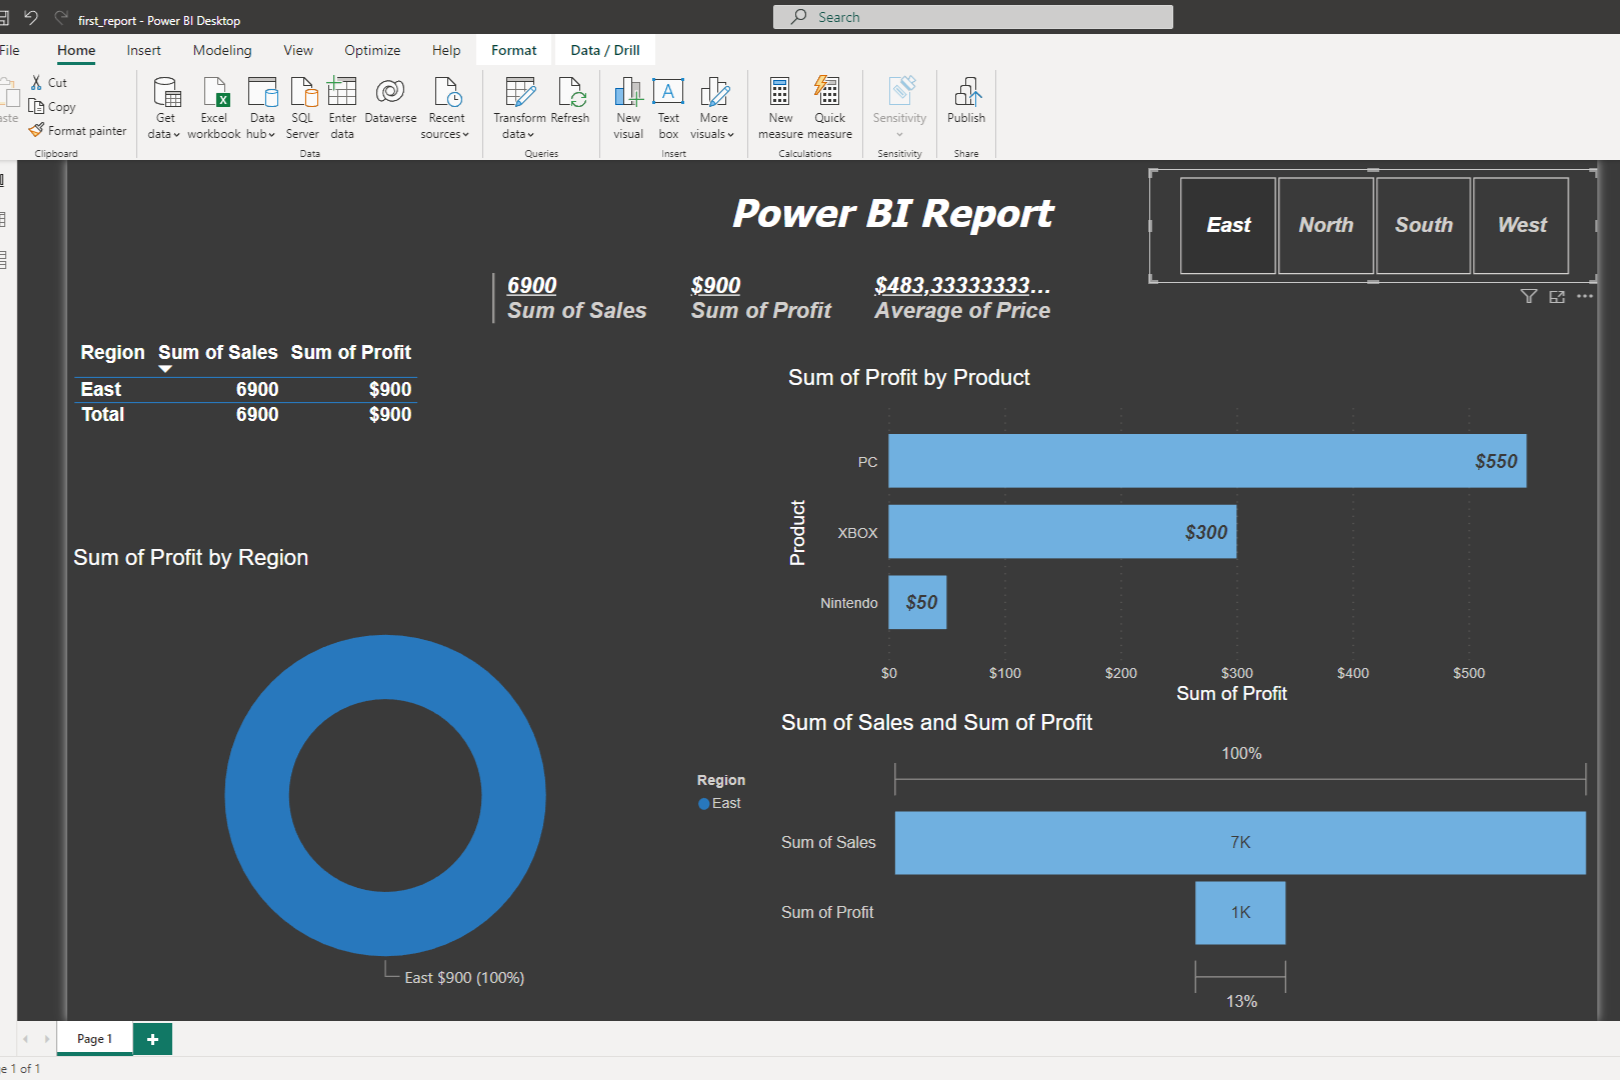 first_report - Power BI Desktop
Search
File Home Insert Modeling View Optimize Help Format Data / Drill
Cut
Copy
Format painter
Clipboard
Get data
Excel workbook
Data hub
SQL Server
Enter data
Dataverse
Recent sources
Data
Transform data
Refresh
Queries
New visual
Text box
More visuals
Insert
New measure
Quick measure
Calculations
Sensitivity
Sensitivity
Publish
Share
Power BI Report
East North South West
6900 $900 $483,33333333...
Sum of Sales Sum of Profit Average of Price
Region Sum of Sales Sum of Profit
East 6900 $900
Total 6900 $900
Sum of Profit by Product
Product
PC $550
XBOX $300
Nintendo $50
$0 $100 $200 $300 $400 $500
Sum of Profit
Sum of Profit by Region
Region
East
East $900 (100%)
Sum of Sales and Sum of Profit
100%
Sum of Sales 7K
Sum of Profit 1K
13%
Page 1
e 1 of 1